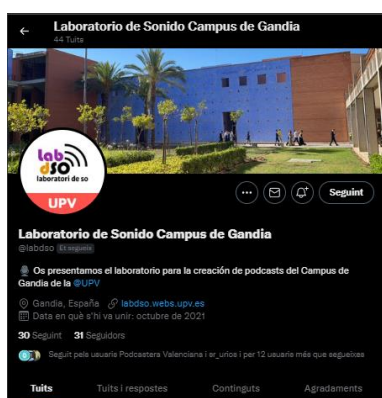 ← Laboratorio de Sonido Campus de Gandia
44 Tuits
lab
dso
laboratori de so
UPV
Seguint
Laboratorio de Sonido Campus de Gandia
@labdso Et segueix
Os presentamos el laboratorio para la creación de podcasts del Campus de
Gandia de la @UPV
Gandia, España labdso.webs.upv.es
Data en què s'hi va unir: octubre de 2021
30 Seguint 31 Seguidors
Seguit pels usuaris Podcasters Valencians i er_urios i per 12 usuaris més que segueixes
Tuits Tuits i respostes Continguts Agradaments